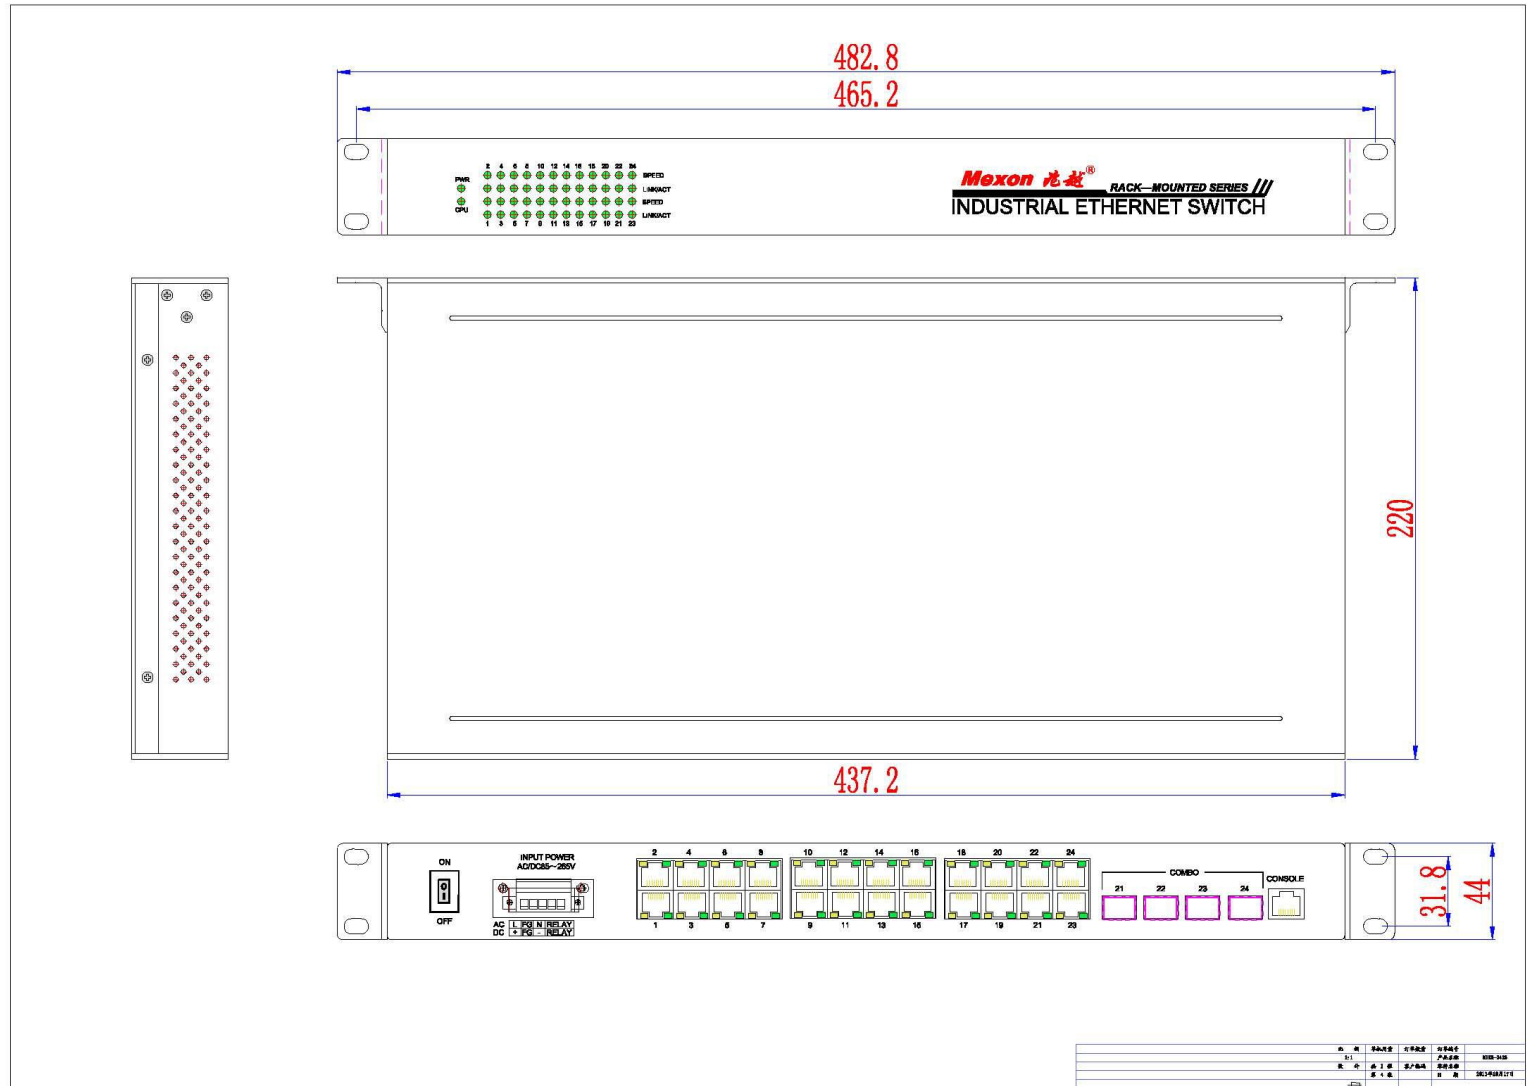 482.8
465.2
2 4 6 8 10 12 14 16 18 20 22 24
PWR
SPEED
LINK/ACT
CPU
SPEED
LINK/ACT
1 3 5 7 9 11 13 15 17 19 21 23
Mexon 兆越®
RACK—MOUNTED SERIES
INDUSTRIAL ETHERNET SWITCH
220
437.2
ON
OFF
INPUT POWER
AC/DC85~265V
AC L FG N RELAY
DC + FG - RELAY
2 4 6 8 10 12 14 16 18 20 22 24
1 3 5 7 9 11 13 15 17 19 21 23
COMBO
21 22 23 24
CONSOLE
31.8
44